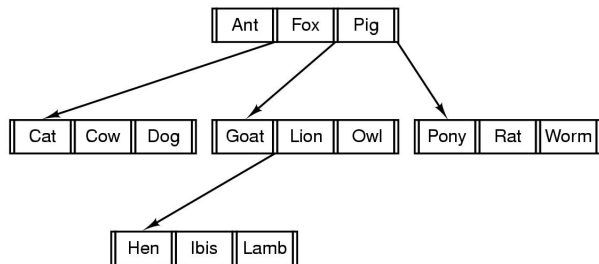 Ant Fox Pig
Cat Cow Dog Goat Lion Owl Pony Rat Worm
Hen Ibis Lamb